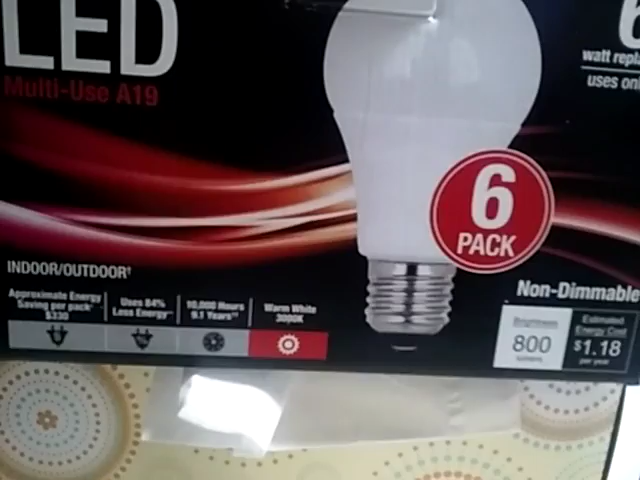 LED
Multi-Use A19
6
watt repla
uses onl
6
PACK
INDOOR/OUTDOOR†
Approximate Energy
Saving per pack
$330
Uses 84%
Less Energy
10,000 Hours
9.1 Years
Warm White
3000K
Non-Dimmable
Brightness
800
lumens
Estimated
Energy Cost
$1.18
per year